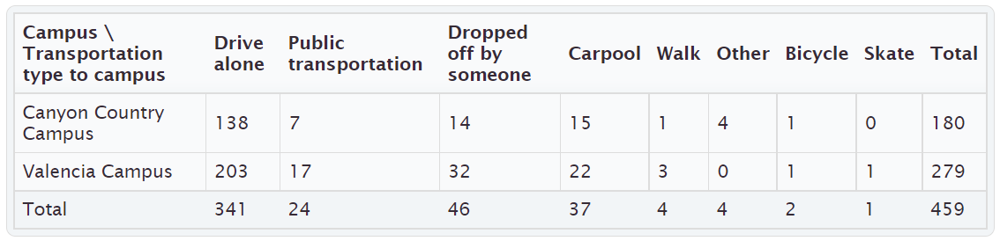 Campus \ Transportation type to campus | Drive alone | Public transportation | Dropped off by someone | Carpool | Walk | Other | Bicycle | Skate | Total
Canyon Country Campus | 138 | 7 | 14 | 15 | 1 | 4 | 1 | 0 | 180
Valencia Campus | 203 | 17 | 32 | 22 | 3 | 0 | 1 | 1 | 279
Total | 341 | 24 | 46 | 37 | 4 | 4 | 2 | 1 | 459